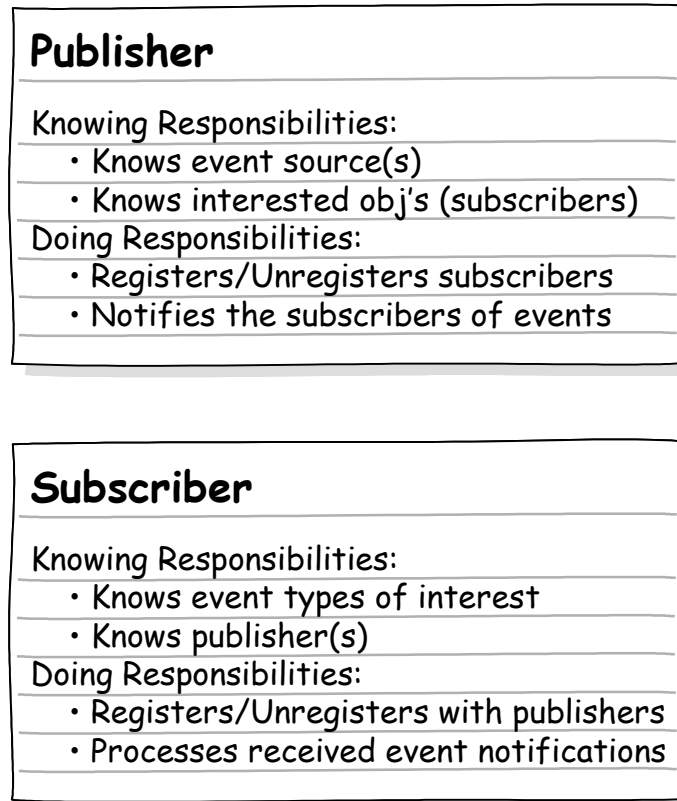 Publisher
Knowing Responsibilities:
• Knows event source(s)
• Knows interested obj's (subscribers)
Doing Responsibilities:
• Registers/Unregisters subscribers
• Notifies the subscribers of events
Subscriber
Knowing Responsibilities:
• Knows event types of interest
• Knows publisher(s)
Doing Responsibilities:
• Registers/Unregisters with publishers
• Processes received event notifications